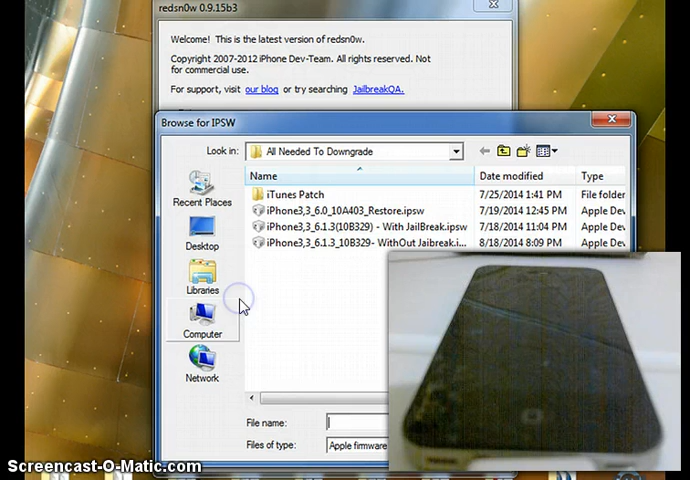 redsn0w 0.9.15b3
Welcome! This is the latest version of redsn0w.
Copyright 2007-2012 iPhone Dev-Team. All rights reserved. Not
for commercial use.
For support, visit our blog or try searching JailbreakQA.
Browse for IPSW
Look in: All Needed To Downgrade
Name Date modified Type
iTunes Patch 7/25/2014 1:41 PM File folder
iPhone3,3_6.0_10A403_Restore.ipsw 7/19/2014 12:45 PM Apple Dev
iPhone3,3_6.1.3(10B329) - With JailBreak.ipsw 7/18/2014 11:04 PM Apple Dev
iPhone3,3_6.1.3_10B329- WithOut Jailbreak.i... 8/18/2014 8:09 PM Apple Dev
Recent Places
Desktop
Libraries
Computer
Network
File name:
Files of type: Apple firmware
Screencast-O-Matic.com